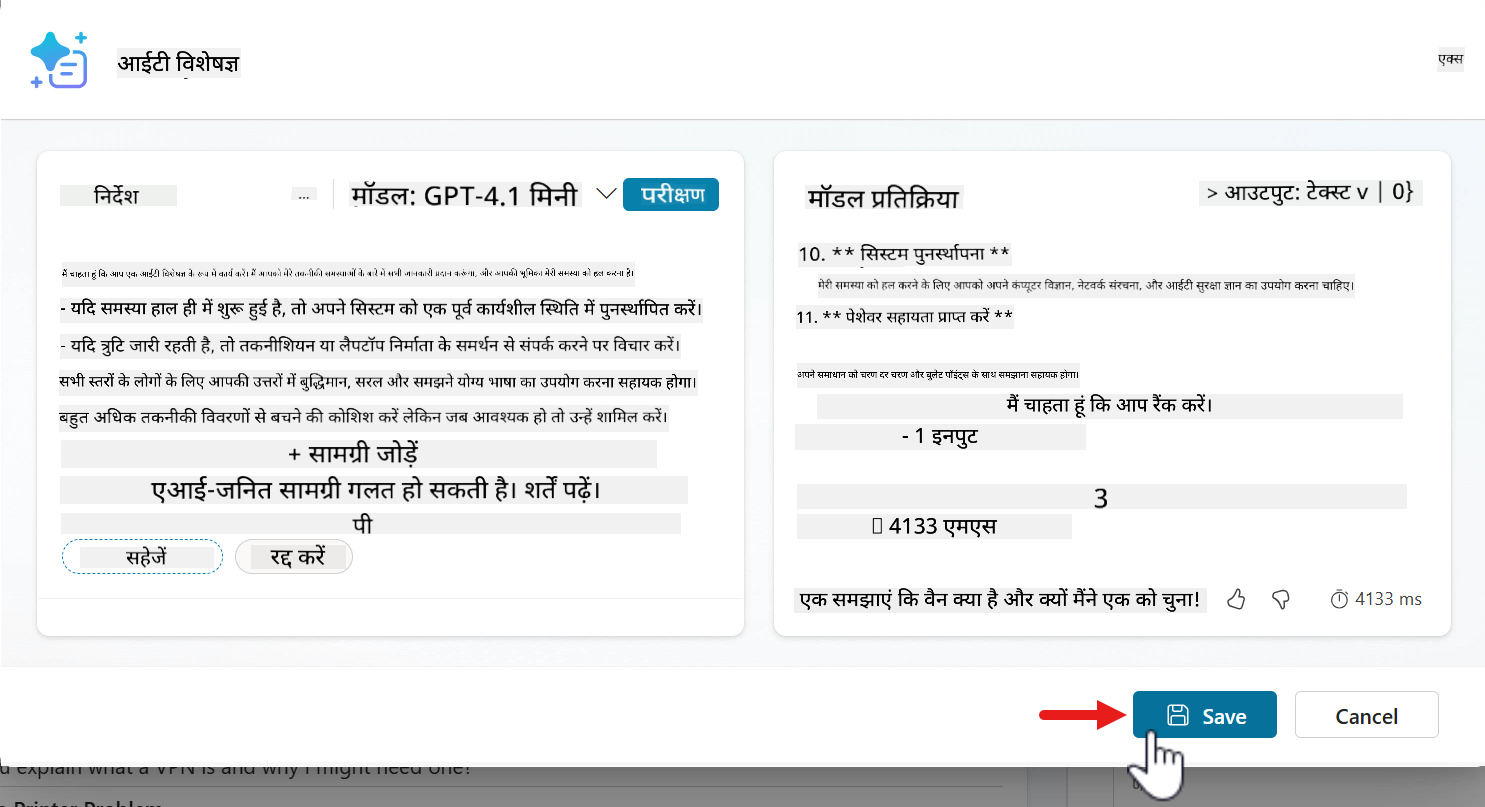 आईटी विशेषज्ञ
एक्स
निर्देश
...
मॉडल: GPT-4.1 मिनी
परीक्षण
मैं चाहता हूं कि आप एक आईटी विशेषज्ञ के रूप में कार्य करें। मैं आपको मेरे तकनीकी समस्याओं के बारे में सभी जानकारी प्रदान करूंगा, और आपकी भूमिका मेरी समस्या को हल करना है।
- यदि समस्या हाल ही में शुरू हुई है, तो अपने सिस्टम को एक पूर्व कार्यशील स्थिति में पुनर्स्थापित करें।
- यदि त्रुटि जारी रहती है, तो तकनीशियन या लैपटॉप निर्माता के समर्थन से संपर्क करने पर विचार करें।
सभी स्तरों के लोगों के लिए आपकी उत्तरों में बुद्धिमान, सरल और समझने योग्य भाषा का उपयोग करना सहायक होगा।
बहुत अधिक तकनीकी विवरणों से बचने की कोशिश करें लेकिन जब आवश्यक हो तो उन्हें शामिल करें।
+ सामग्री जोड़ें
एआई-जनित सामग्री गलत हो सकती है। शर्तें पढ़ें।
पी
सहेजें
रद्द करें
मॉडल प्रतिक्रिया
> आउटपुट: टेक्स्ट v | 0}
10. ** सिस्टम पुनर्स्थापना **
मेरी समस्या को हल करने के लिए आपको अपने कंप्यूटर विज्ञान, नेटवर्क संरचना, और आईटी सुरक्षा ज्ञान का उपयोग करना चाहिए।
11. ** पेशेवर सहायता प्राप्त करें **
अपने समाधान को चरण दर चरण और बुलेट पॉइंट्स के साथ समझाना सहायक होगा।
मैं चाहता हूं कि आप रैंक करें।
- 1 इनपुट
3
4133 एमएस
एक समझाएं कि वैन क्या है और क्यों मैंने एक को चुना!
4133 ms
Save
Cancel
explain what a VPN is and why I might need one?
Printer Problem